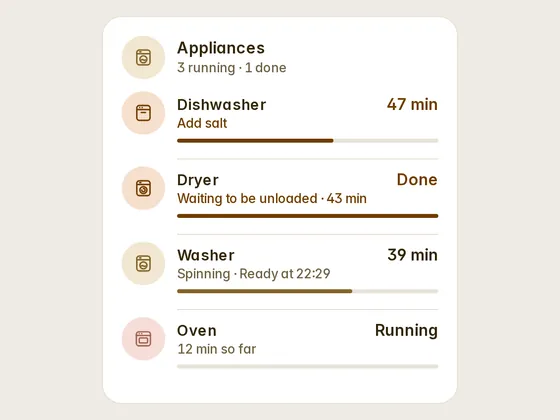 Appliances
3 running · 1 done
Dishwasher 47 min
Add salt
Dryer Done
Waiting to be unloaded · 43 min
Washer 39 min
Spinning · Ready at 22:29
Oven Running
12 min so far